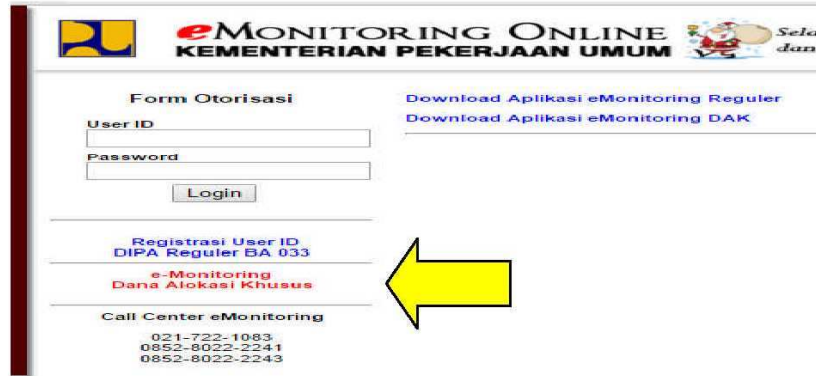 eMonitoring Online
KEMENTERIAN PEKERJAAN UMUM
Sela
dan
Form Otorisasi
User ID
Password
Login
Registrasi User ID
DIPA Reguler BA 033
e-Monitoring
Dana Alokasi Khusus
Call Center eMonitoring
021-722-1083
0852-8022-2241
0852-8022-2243
Download Aplikasi eMonitoring Reguler
Download Aplikasi eMonitoring DAK